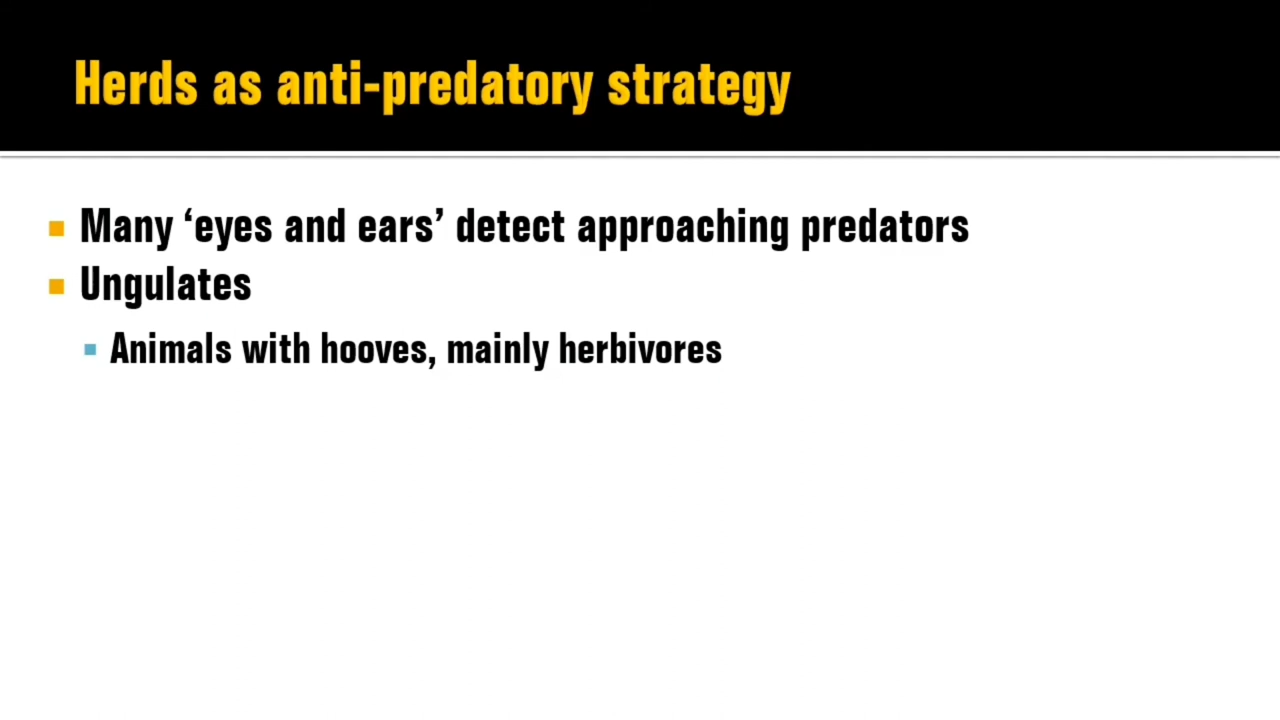 Herds as anti-predatory strategy
Many ‘eyes and ears’ detect approaching predators
Ungulates
Animals with hooves, mainly herbivores